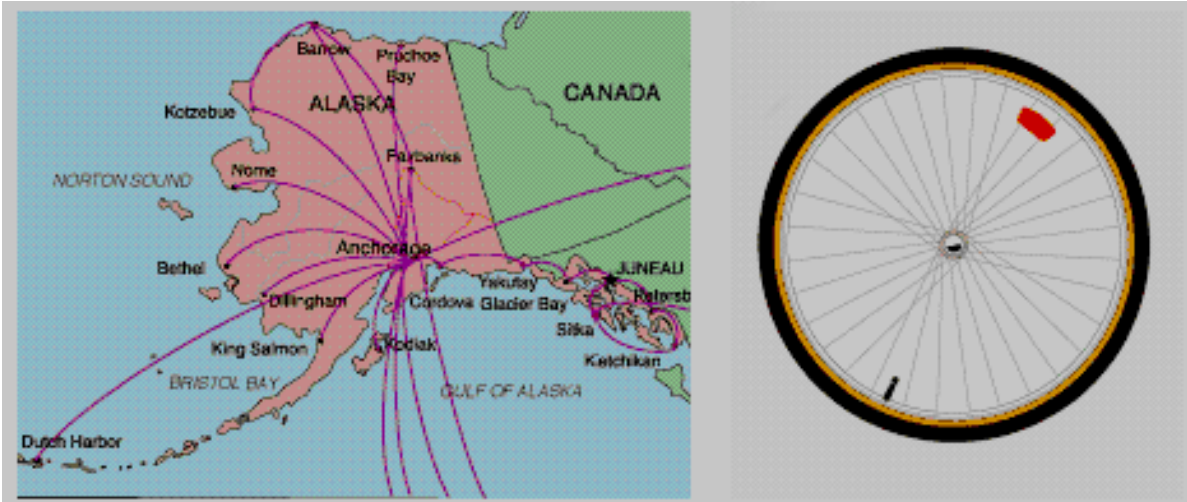 Barrow
Prudhoe
Bay
ALASKA
CANADA
Kotzebue
Fairbanks
Nome
NORTON SOUND
Anchorage
Bethel
JUNEAU
Yakutat
Dillingham
Cordova
Glacier Bay
Petersb
Sitka
King Salmon
Kodiak
Ketchikan
BRISTOL BAY
GULF OF ALASKA
Dutch Harbor